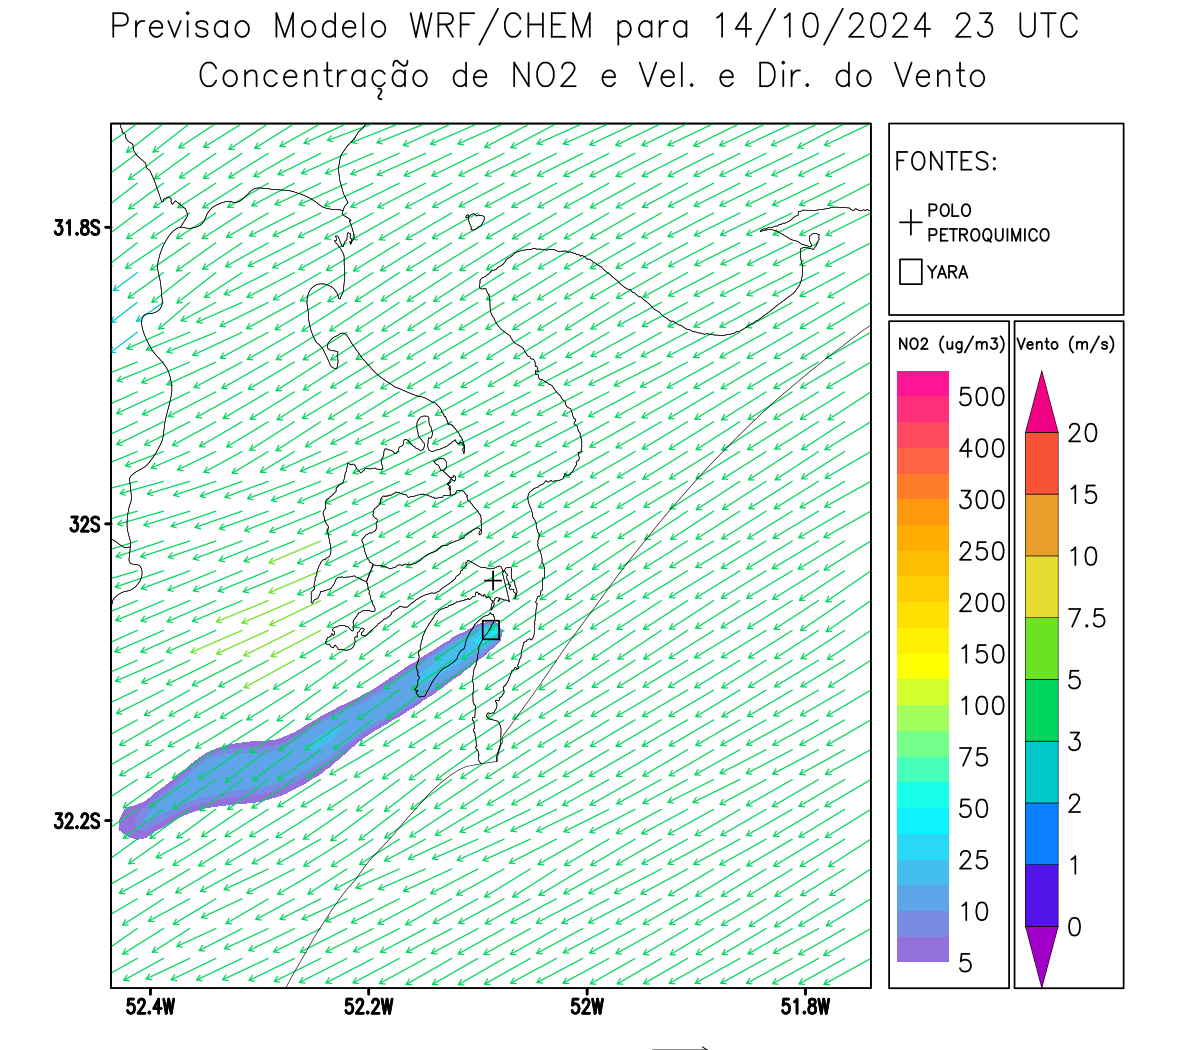 Previsao Modelo WRF/CHEM para 14/10/2024 23 UTC
Concentração de NO2 e Vel. e Dir. do Vento
FONTES:
POLO
PETROQUIMICO
YARA
NO2 (ug/m3)
500
400
300
250
200
150
100
75
50
25
10
5
Vento (m/s)
20
15
10
7.5
5
3
2
1
0
31.8S
32S
32.2S
52.4W
52.2W
52W
51.8W